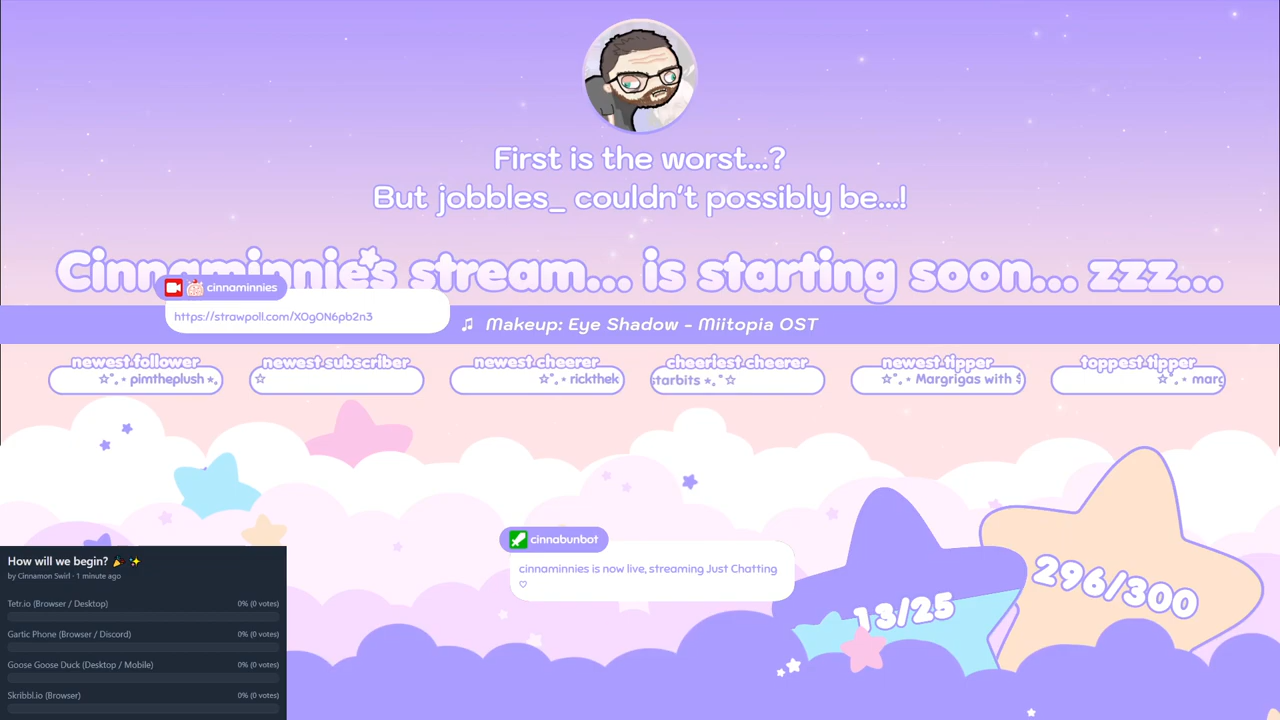 First is the worst...?
But jobbles_ couldn't possibly be...!
Cinnaminnies stream... is starting soon... zzz...
cinnaminnies
https://strawpoll.com/X0gON6pb2n3
♫ Makeup: Eye Shadow - Miitopia OST
newest follower
newest subscriber
newest cheerer
cheeriest cheerer
newest tipper
toppest tipper
☆*｡⋆ pimtheplush ⋆｡
☆
☆*｡⋆ rickthek
starbits ⋆｡*☆
☆*｡⋆ Margrigas with $
☆*｡⋆ marg
cinnabunbot
cinnaminnies is now live, streaming Just Chatting
♡
13/25
296/300
How will we begin? 🎉 ✨
by Cinnamon Swirl · 1 minute ago
Tetr.io (Browser / Desktop) 0% (0 votes)
Gartic Phone (Browser / Discord) 0% (0 votes)
Goose Goose Duck (Desktop / Mobile) 0% (0 votes)
Skribbl.io (Browser) 0% (0 votes)